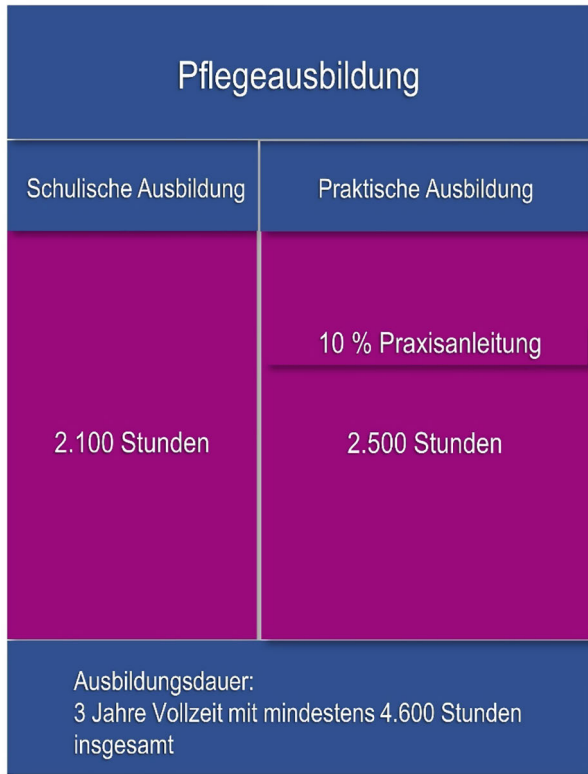 Pflegeausbildung
Schulische Ausbildung
Praktische Ausbildung
10 % Praxisanleitung
2.100 Stunden
2.500 Stunden
Ausbildungsdauer:
3 Jahre Vollzeit mit mindestens 4.600 Stunden
insgesamt